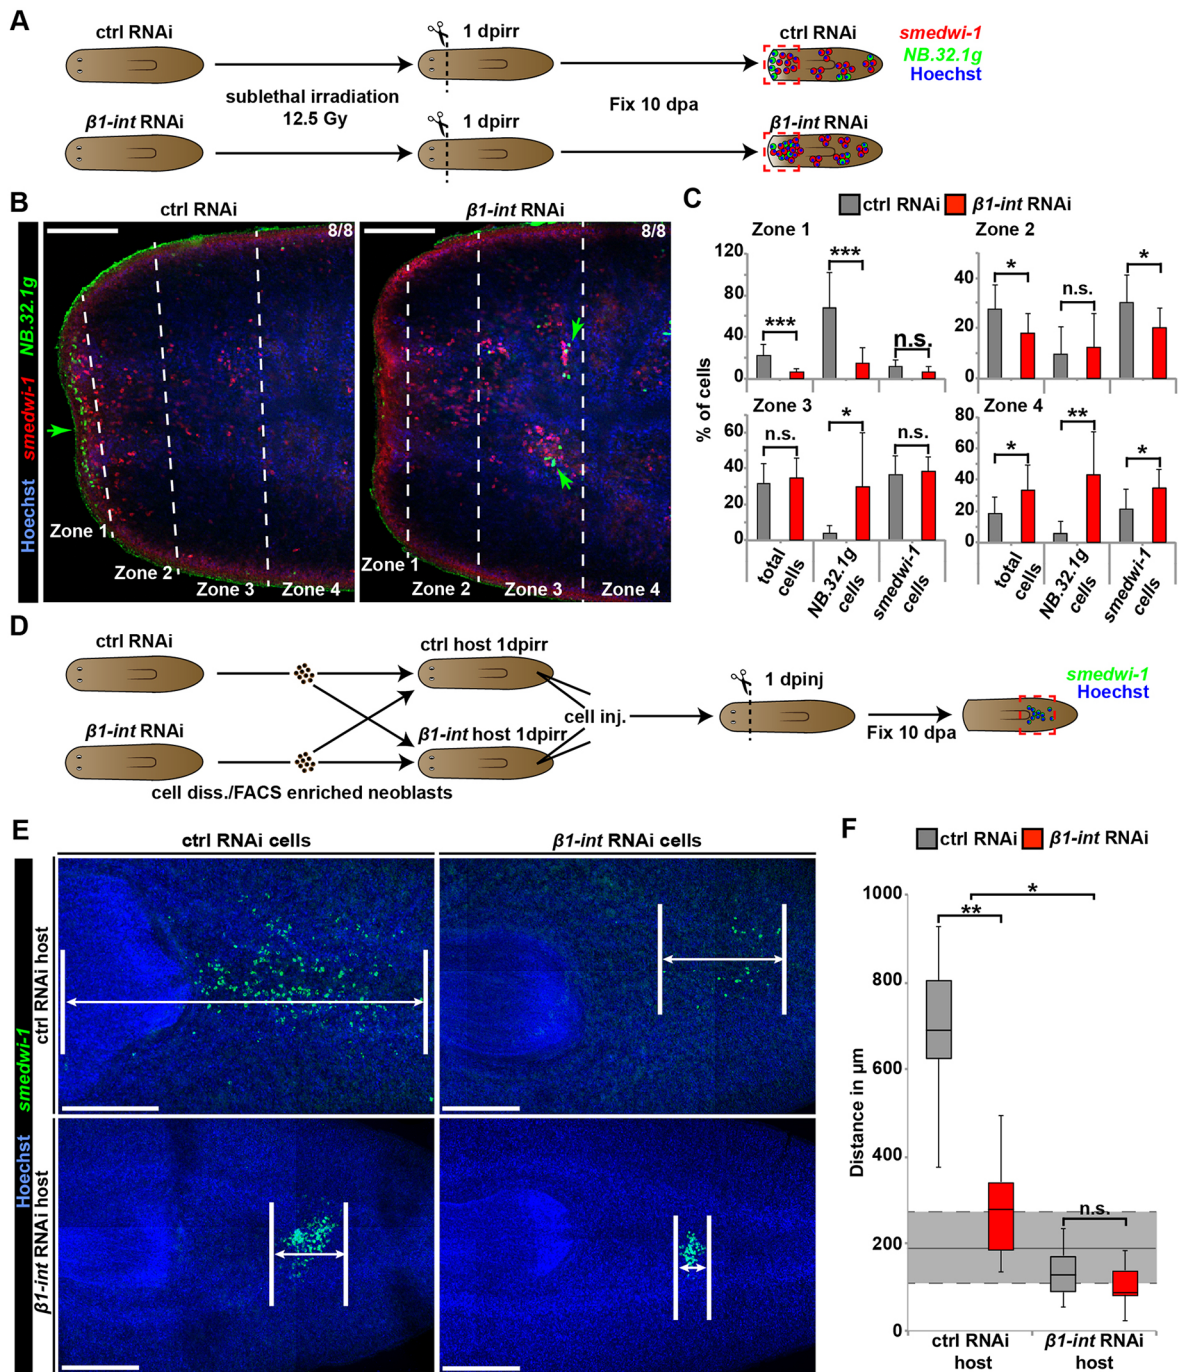 A
ctrl RNAi
1 dpirr
ctrl RNAi
smedwi-1
NB.32.1g
Hoechst
sublethal irradiation
12.5 Gy
Fix 10 dpa
β1-int RNAi
1 dpirr
β1-int RNAi
B
ctrl RNAi
β1-int RNAi
8/8
8/8
Hoechst smedwi-1 NB.32.1g
Zone 1
Zone 2
Zone 3
Zone 4
Zone 1
Zone 2
Zone 3
Zone 4
C
ctrl RNAi
β1-int RNAi
% of cells
Zone 1
120
80
40
0
***
***
n.s.
Zone 2
40
20
0
*
n.s.
*
Zone 3
60
40
20
0
n.s.
*
n.s.
Zone 4
80
60
40
20
0
*
**
*
total cells
NB.32.1g cells
smedwi-1 cells
total cells
NB.32.1g cells
smedwi-1 cells
D
ctrl RNAi
ctrl host 1dpirr
1 dpinj
smedwi-1
Hoechst
cell inj.
Fix 10 dpa
β1-int RNAi
β1-int host 1dpirr
cell diss./FACS enriched neoblasts
E
ctrl RNAi cells
β1-int RNAi cells
Hoechst smedwi-1
ctrl RNAi host
β1-int RNAi host
F
ctrl RNAi
β1-int RNAi
Distance in µm
1000
800
600
400
200
0
*
**
n.s.
ctrl RNAi
host
β1-int RNAi
host